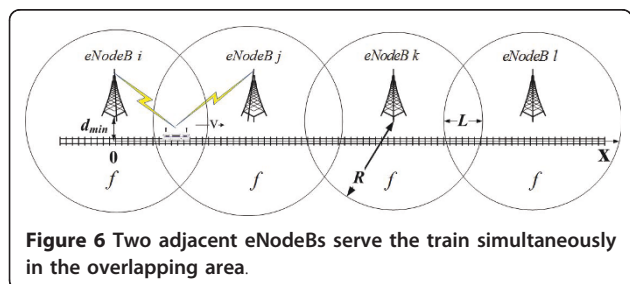 eNodeB i eNodeB j eNodeB k eNodeB l
d_min V L
0 R X
f f f f
Figure 6 Two adjacent eNodeBs serve the train simultaneously
in the overlapping area.